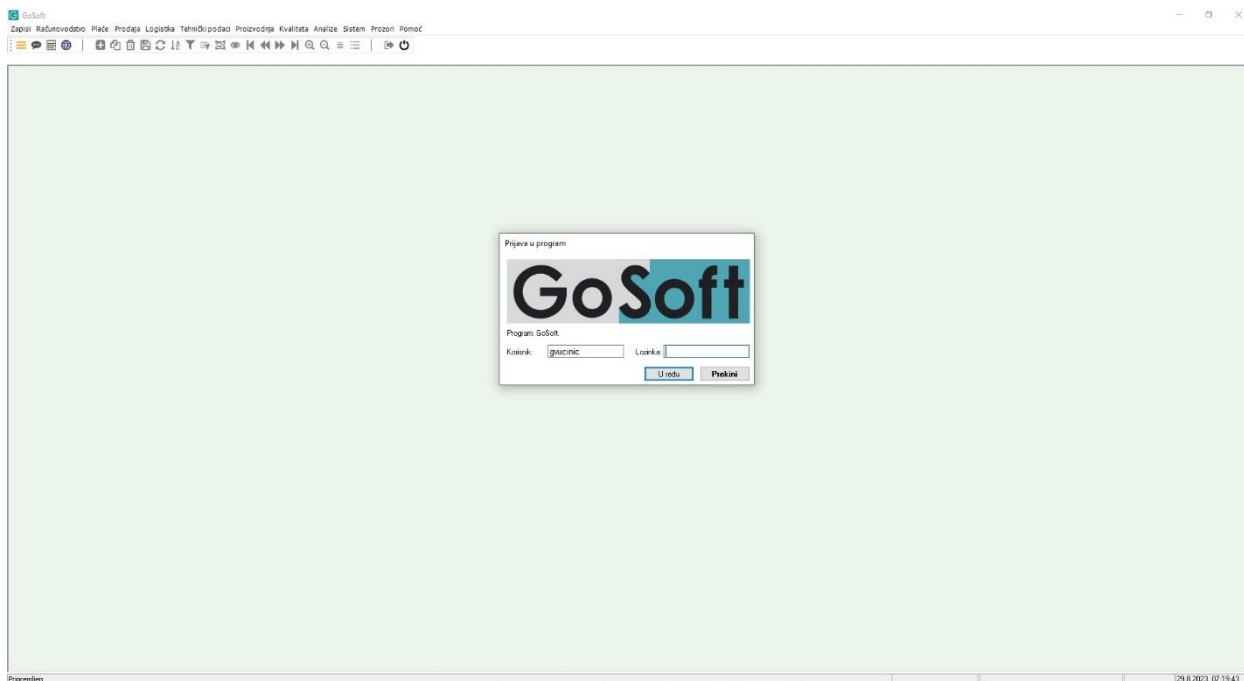 GoSoft
Zapisi Računovodstvo Plaće Prodaja Logistika Tehnički podaci Proizvodnja Kvaliteta Analize Sistem Prozori Pomoć
Prijava u program
GoSoft
Program: GoSoft.
Korisnik: gvucinic Lozinka:
U redu Prekini
Pripremljen 29.8.2023. 07:19:43